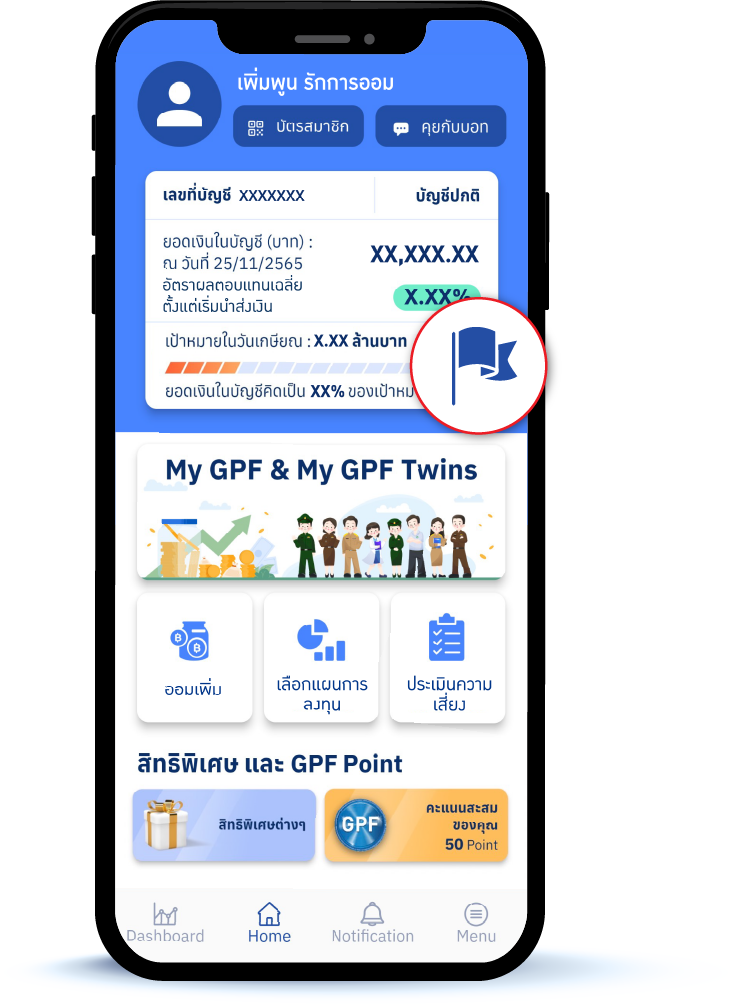 เพิ่มพูน รักการออม
บัตรสมาชิก
คุยกับบอท
เลขที่บัญชี XXXXXXX
บัญชีปกติ
ยอดเงินในบัญชี (บาท) :
ณ วันที่ 25/11/2565
XX,XXX.XX
อัตราผลตอบแทนเฉลี่ย
ตั้งแต่เริ่มนำส่งเงิน
X.XX%
เป้าหมายในวันเกษียณ : X.XX ล้านบาท
ยอดเงินในบัญชีคิดเป็น XX% ของเป้าหม
My GPF & My GPF Twins
ออมเพิ่ม
เลือกแผนการ
ลงทุน
ประเมินความ
เสี่ยง
สิทธิพิเศษ และ GPF Point
สิทธิพิเศษต่างๆ
GPF
คะแนนสะสม
ของคุณ
50 Point
Dashboard
Home
Notification
Menu